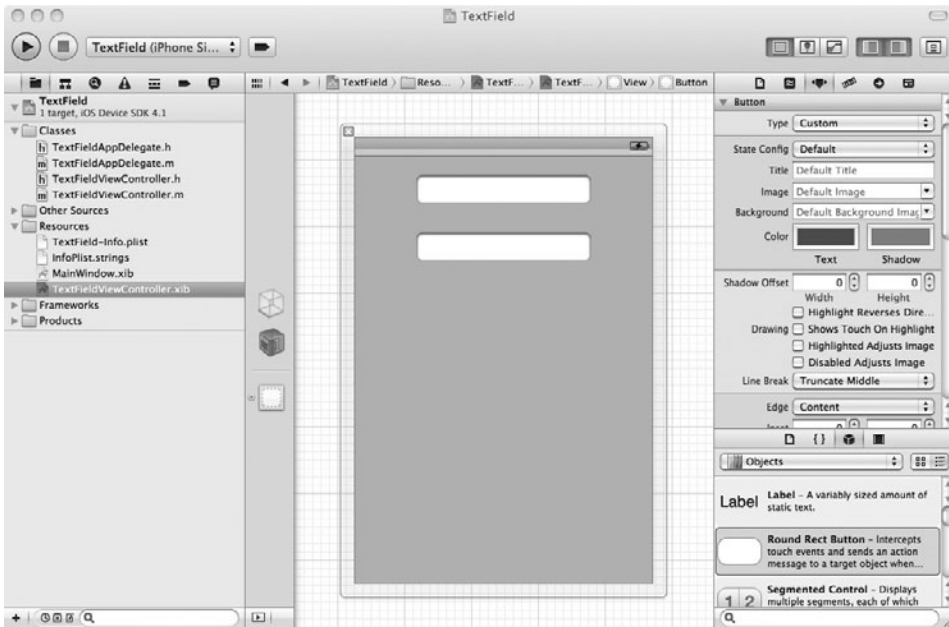 TextField
TextField (iPhone Si...
TextField
Reso...
TextF...
TextF...
View
Button
TextField
1 target, iOS Device SDK 4.1
Classes
h TextFieldAppDelegate.h
m TextFieldAppDelegate.m
h TextFieldViewController.h
m TextFieldViewController.m
Other Sources
Resources
TextField-Info.plist
InfoPlist.strings
MainWindow.xib
TextFieldViewController.xib
Frameworks
Products
Button
Type Custom
State Config Default
Title Default Title
Image Default Image
Background Default Background Imag
Color
Text Shadow
Shadow Offset 0 0
Width Height
Highlight Reverses Dire...
Drawing Shows Touch On Highlight
Highlighted Adjusts Image
Disabled Adjusts Image
Line Break Truncate Middle
Edge Content
Inset 0 0
{}
Objects
Label Label – A variably sized amount of
static text.
Round Rect Button – Intercepts
touch events and sends an action
message to a target object when...
1 2 Segmented Control – Displays
multiple segments, each of which